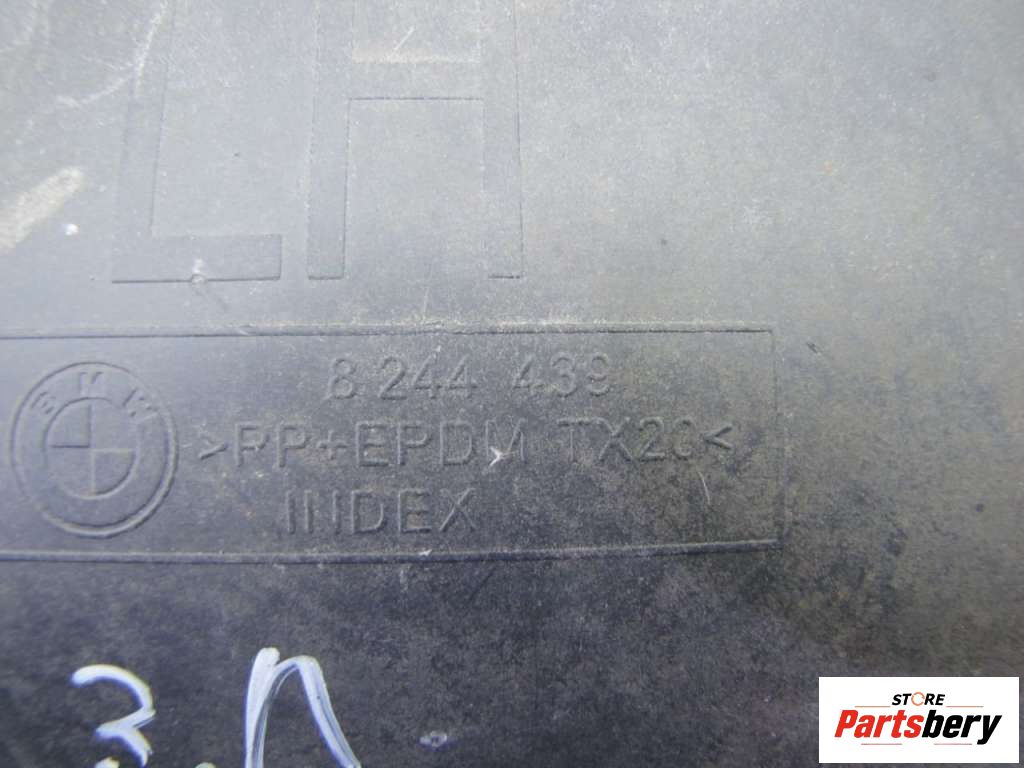 LH
BMW
8 244 439
>PP+EPDM TX20<
INDEX
З.Л
STORE
Partsbery